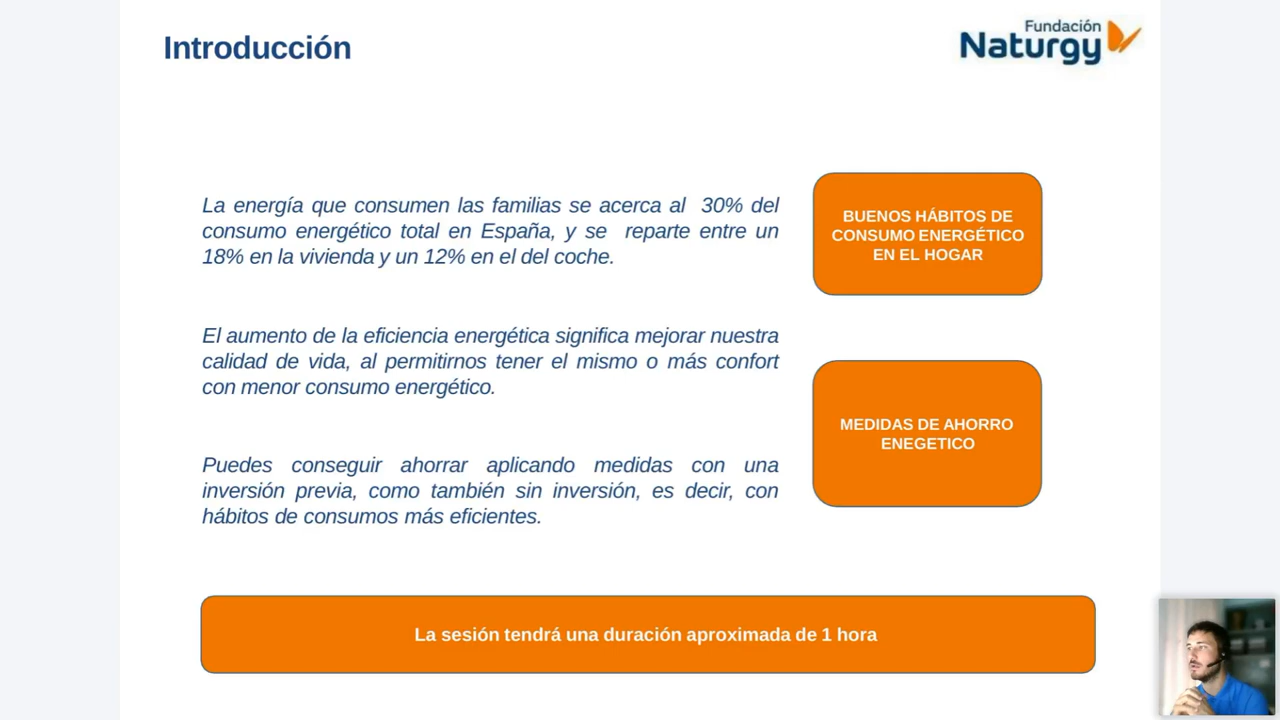 Introducción
Fundación
Naturgy
La energía que consumen las familias se acerca al 30% del
consumo energético total en España, y se reparte entre un
18% en la vivienda y un 12% en el del coche.
BUENOS HÁBITOS DE
CONSUMO ENERGÉTICO
EN EL HOGAR
El aumento de la eficiencia energética significa mejorar nuestra
calidad de vida, al permitirnos tener el mismo o más confort
con menor consumo energético.
MEDIDAS DE AHORRO
ENEGETICO
Puedes conseguir ahorrar aplicando medidas con una
inversión previa, como también sin inversión, es decir, con
hábitos de consumos más eficientes.
La sesión tendrá una duración aproximada de 1 hora